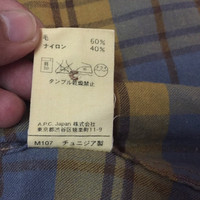 毛 60%
ナイロン 40%
タンブル乾燥禁止
A.P.C. Japan 株式会社
東京都渋谷区猿楽町11-9
M107 チュニジア製